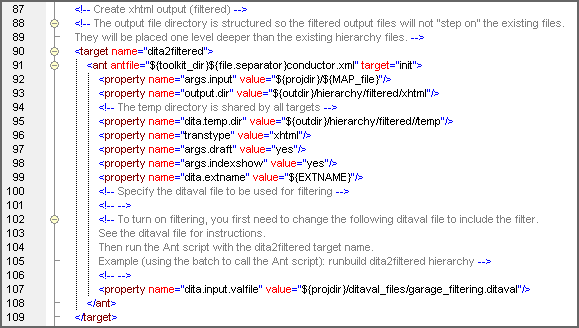 87 <!-- Create xhtml output (filtered) -->
88 <!-- The output file directory is structured so the filtered output files will not "step on" the existing files.
89 They will be placed one level deeper than the existing hierarchy files. -->
90 <target name="dita2filtered">
91 <ant antfile="${toolkit_dir}${file.separator}conductor.xml" target="init">
92 <property name="args.input" value="${projdir}/${MAP_file}"/>
93 <property name="output.dir" value="${outdir}/hierarchy/filtered/xhtml"/>
94 <!-- The temp directory is shared by all targets -->
95 <property name="dita.temp.dir" value="${outdir}/hierarchy/filtered//temp"/>
96 <property name="transtype" value="xhtml"/>
97 <property name="args.draft" value="yes"/>
98 <property name="args.indexshow" value="yes"/>
99 <property name="dita.extname" value="${EXTNAME}"/>
100 <!-- Specify the ditaval file to be used for filtering -->
101 <!-- -->
102 <!-- To turn on filtering, you first need to change the following ditaval file to include the filter.
103 See the ditaval file for instructions.
104 Then run the Ant script with the dita2filtered target name.
105 Example (using the batch to call the Ant script): runbuild dita2filtered hierarchy -->
106 <!-- -->
107 <property name="dita.input.valfile" value="${projdir}/ditaval_files/garage_filtering.ditaval"/>
108 </ant>
109 </target>